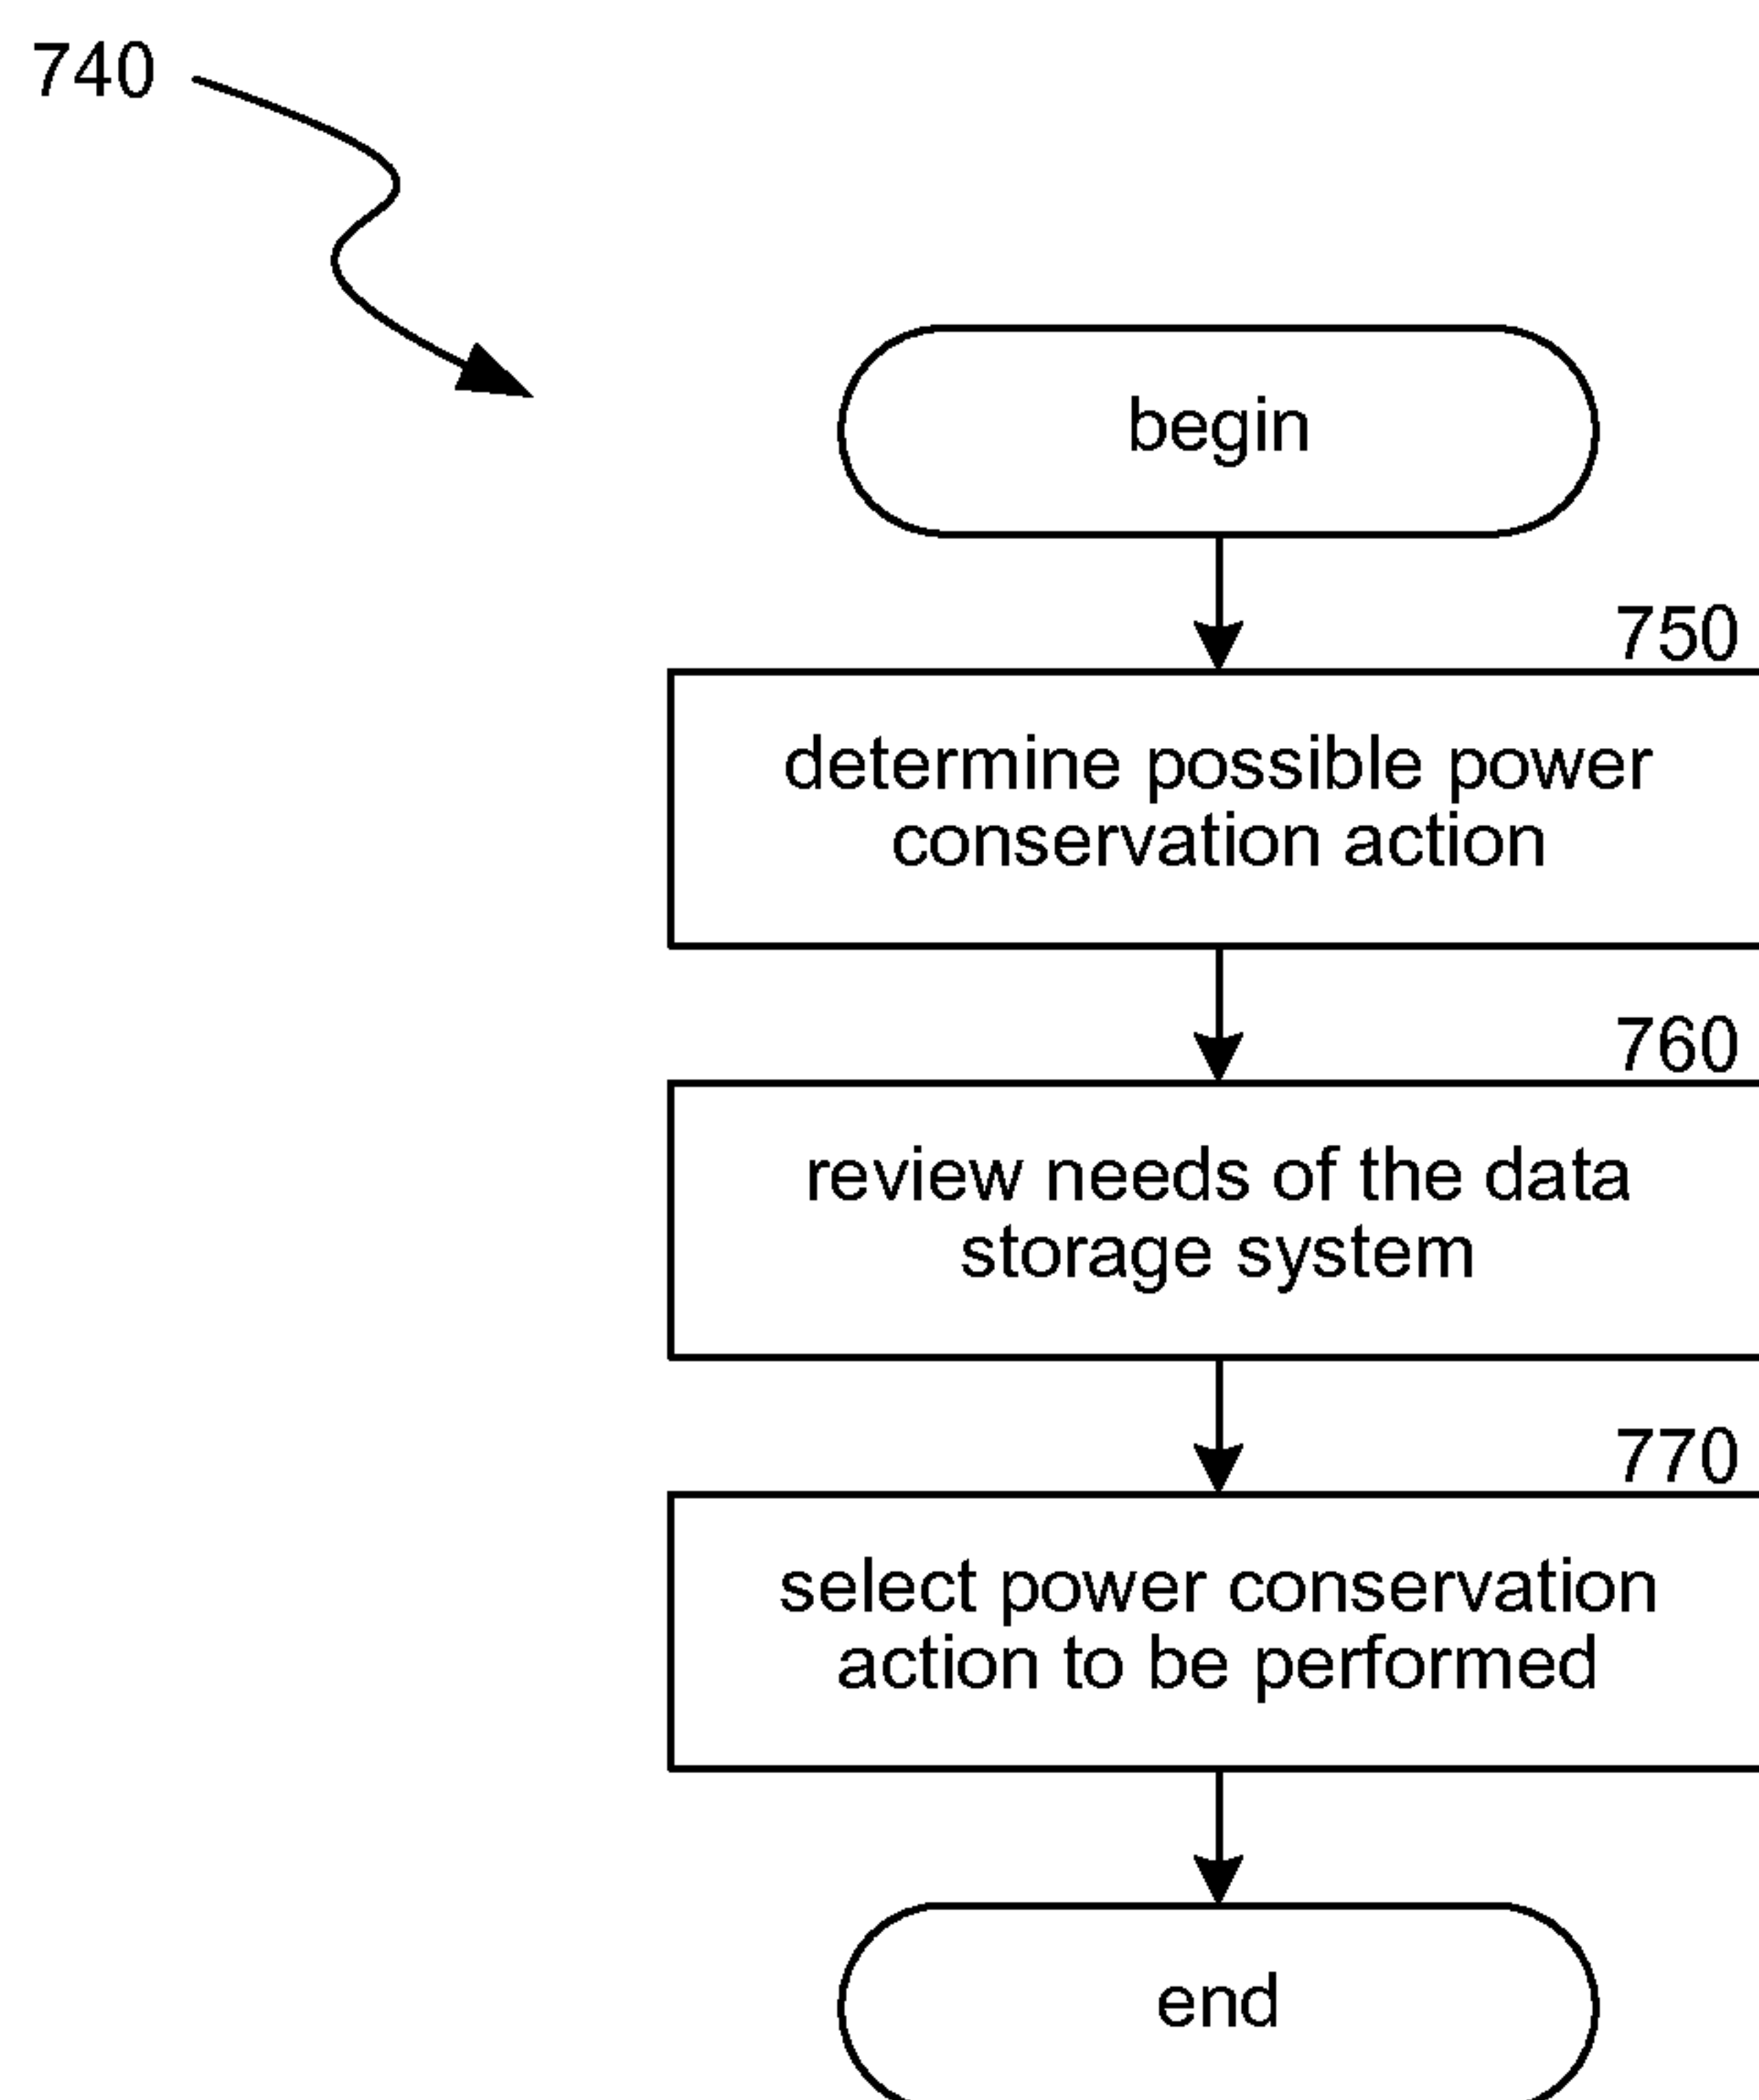 740
begin
750
determine possible power
conservation action
760
review needs of the data
storage system
770
select power conservation
action to be performed
end